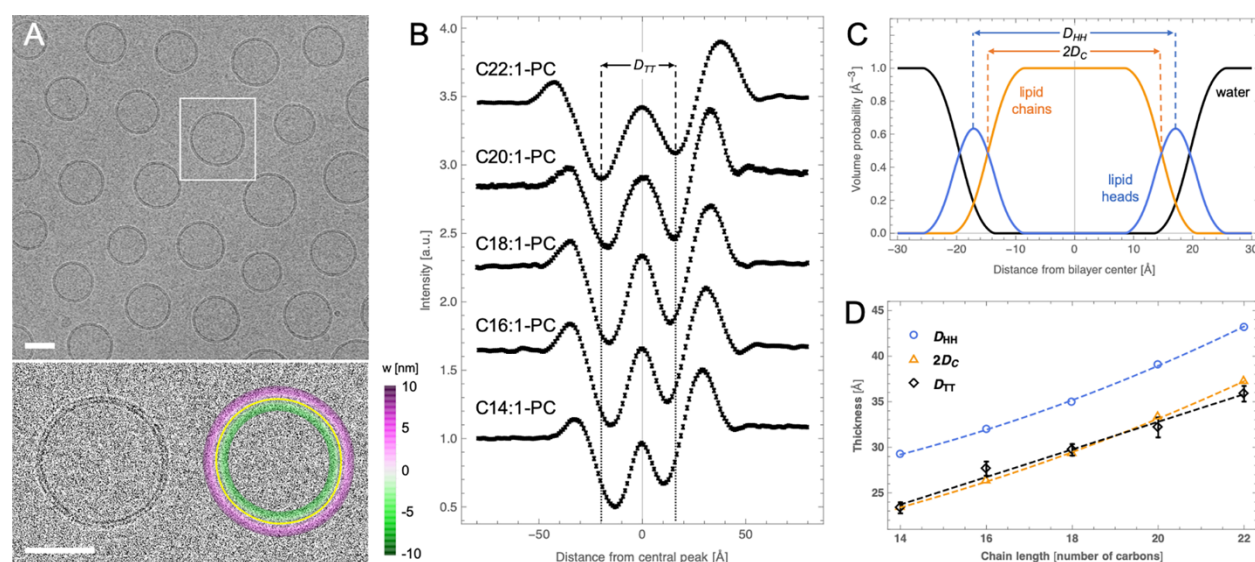 A
w [nm]
10
5
0
-5
-10
B
4.0
3.5
3.0
2.5
2.0
1.5
1.0
0.5
Intensity [a.u.]
C22:1-PC
C20:1-PC
C18:1-PC
C16:1-PC
C14:1-PC
D_TT
−50
0
50
Distance from central peak [Å]
C
D_HH
2D_C
lipid
chains
water
lipid
heads
1.0
0.8
0.6
0.4
0.2
0.0
Volume probability [Å⁻³]
−30
−20
−10
0
10
20
30
Distance from bilayer center [Å]
D
D_HH
2D_C
D_TT
45
40
35
30
25
Thickness [Å]
14
16
18
20
22
Chain length [number of carbons]